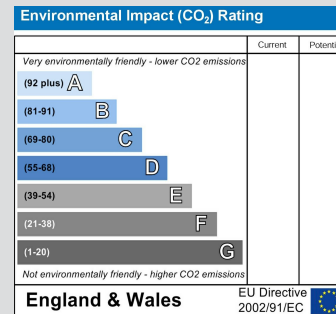 Environmental Impact (CO₂) Rating
Current Potenti
Very environmentally friendly - lower CO2 emissions
(92 plus) A
(81-91) B
(69-80) C
(55-68) D
(39-54) E
(21-38) F
(1-20) G
Not environmentally friendly - higher CO2 emissions
England & Wales
EU Directive
2002/91/EC